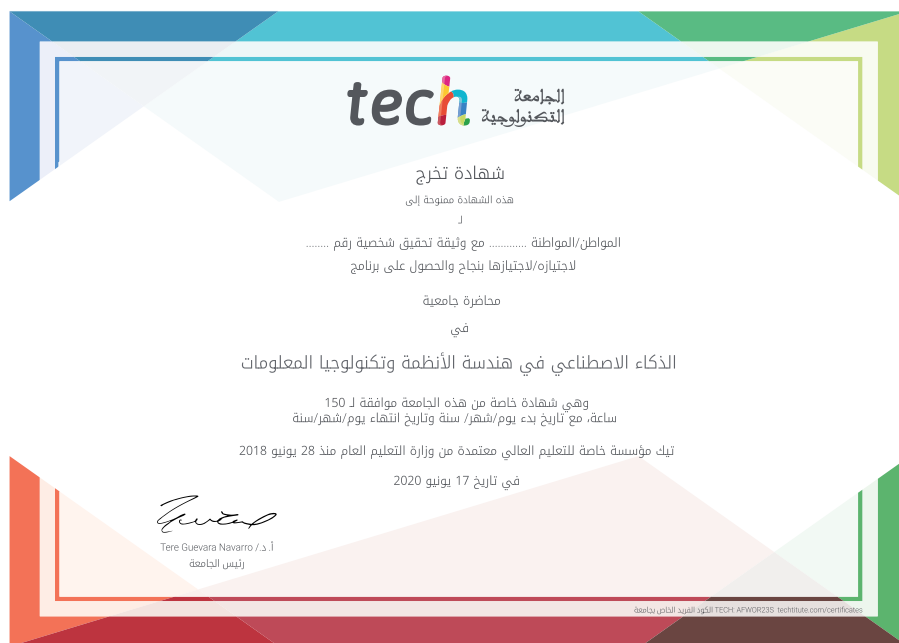 tech الجامعة
التكنولوجية
شهادة تخرج
هذه الشهادة ممنوحة إلى
لـ
المواطن/المواطنة ............. مع وثيقة تحقيق شخصية رقم ........
لاجتيازه/لاجتيازها بنجاح والحصول على برنامج
محاضرة جامعية
في
الذكاء الاصطناعي في هندسة الأنظمة وتكنولوجيا المعلومات
وهي شهادة خاصة من هذه الجامعة موافقة لـ 150
ساعة، مع تاريخ بدء يوم/شهر/ سنة وتاريخ انتهاء يوم/شهر/سنة
تيك مؤسسة خاصة للتعليم العالي معتمدة من وزارة التعليم العام منذ 28 يونيو 2018
في تاريخ 17 يونيو 2020
أ. د./ Tere Guevara Navarro
رئيس الجامعة
الكود الفريد الخاص بجامعة TECH: AFWOR23S techtitute.com/certificates